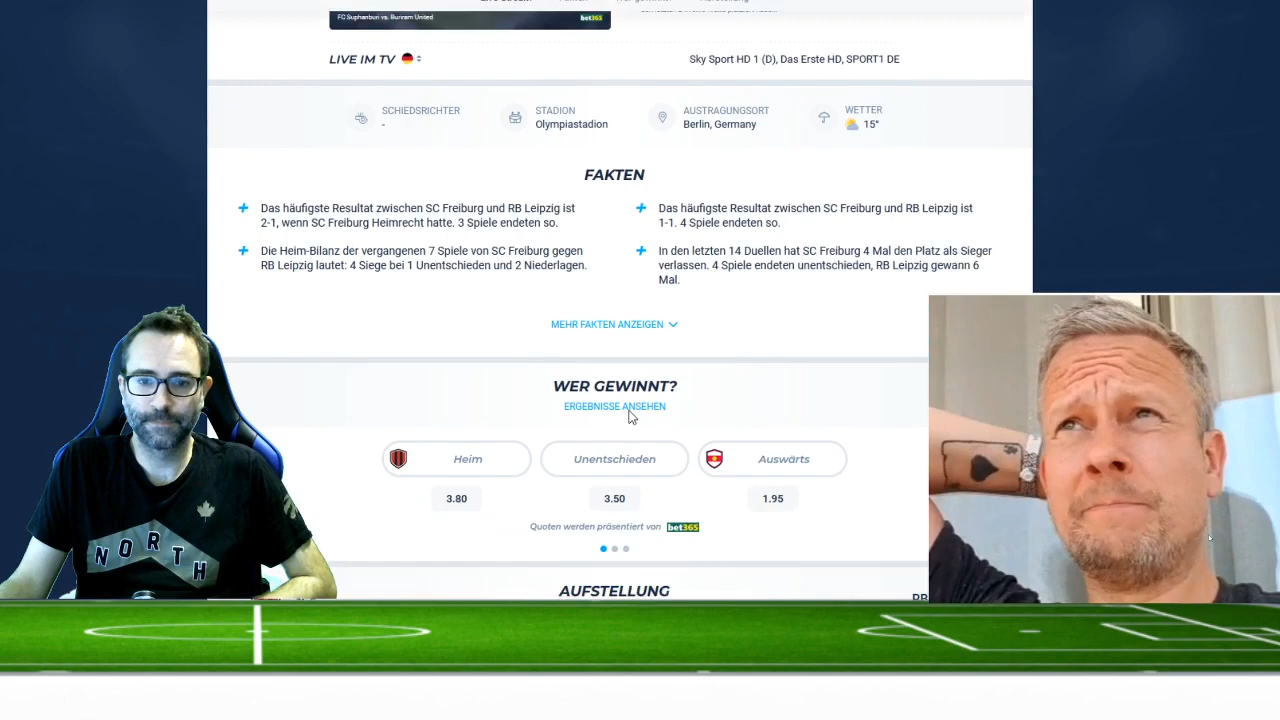 FC Suphanburi vs. Buriram United
bet365
LIVE IM TV
Sky Sport HD 1 (D), Das Erste HD, SPORT1 DE
SCHIEDSRICHTER
-
STADION
Olympiastadion
AUSTRAGUNGSORT
Berlin, Germany
WETTER
15°
FAKTEN
Das häufigste Resultat zwischen SC Freiburg und RB Leipzig ist
2-1, wenn SC Freiburg Heimrecht hatte. 3 Spiele endeten so.
Die Heim-Bilanz der vergangenen 7 Spiele von SC Freiburg gegen
RB Leipzig lautet: 4 Siege bei 1 Unentschieden und 2 Niederlagen.
Das häufigste Resultat zwischen SC Freiburg und RB Leipzig ist
1-1. 4 Spiele endeten so.
In den letzten 14 Duellen hat SC Freiburg 4 Mal den Platz als Sieger
verlassen. 4 Spiele endeten unentschieden, RB Leipzig gewann 6
Mal.
MEHR FAKTEN ANZEIGEN
WER GEWINNT?
ERGEBNISSE ANSEHEN
Heim
Unentschieden
Auswärts
3.80
3.50
1.95
Quoten werden präsentiert von bet365
AUFSTELLUNG
NORTH